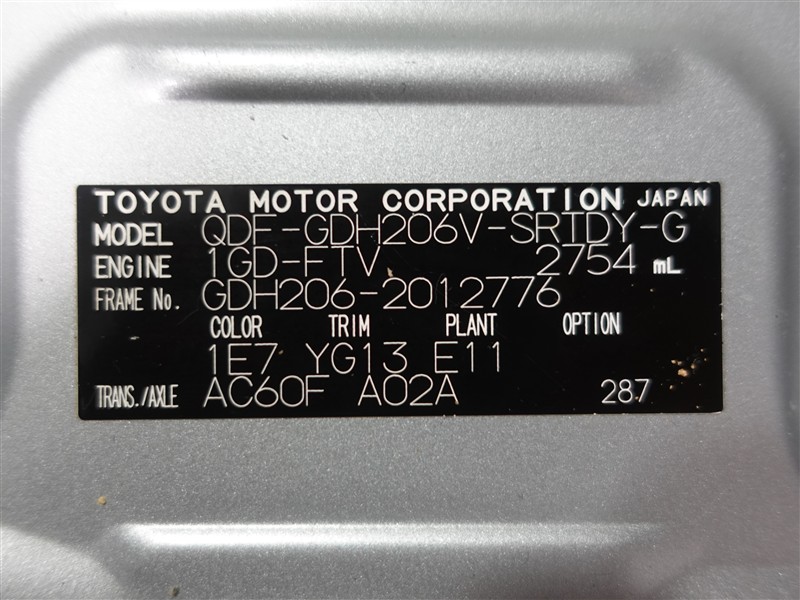 TOYOTA MOTOR CORPORATION JAPAN
MODEL QDF-GDH206V-SRTDY-G
ENGINE 1GD-FTV 2754 mL
FRAME No. GDH206-2012776
COLOR TRIM PLANT OPTION
1E7 YG13 E11
TRANS./AXLE AC60F A02A 287